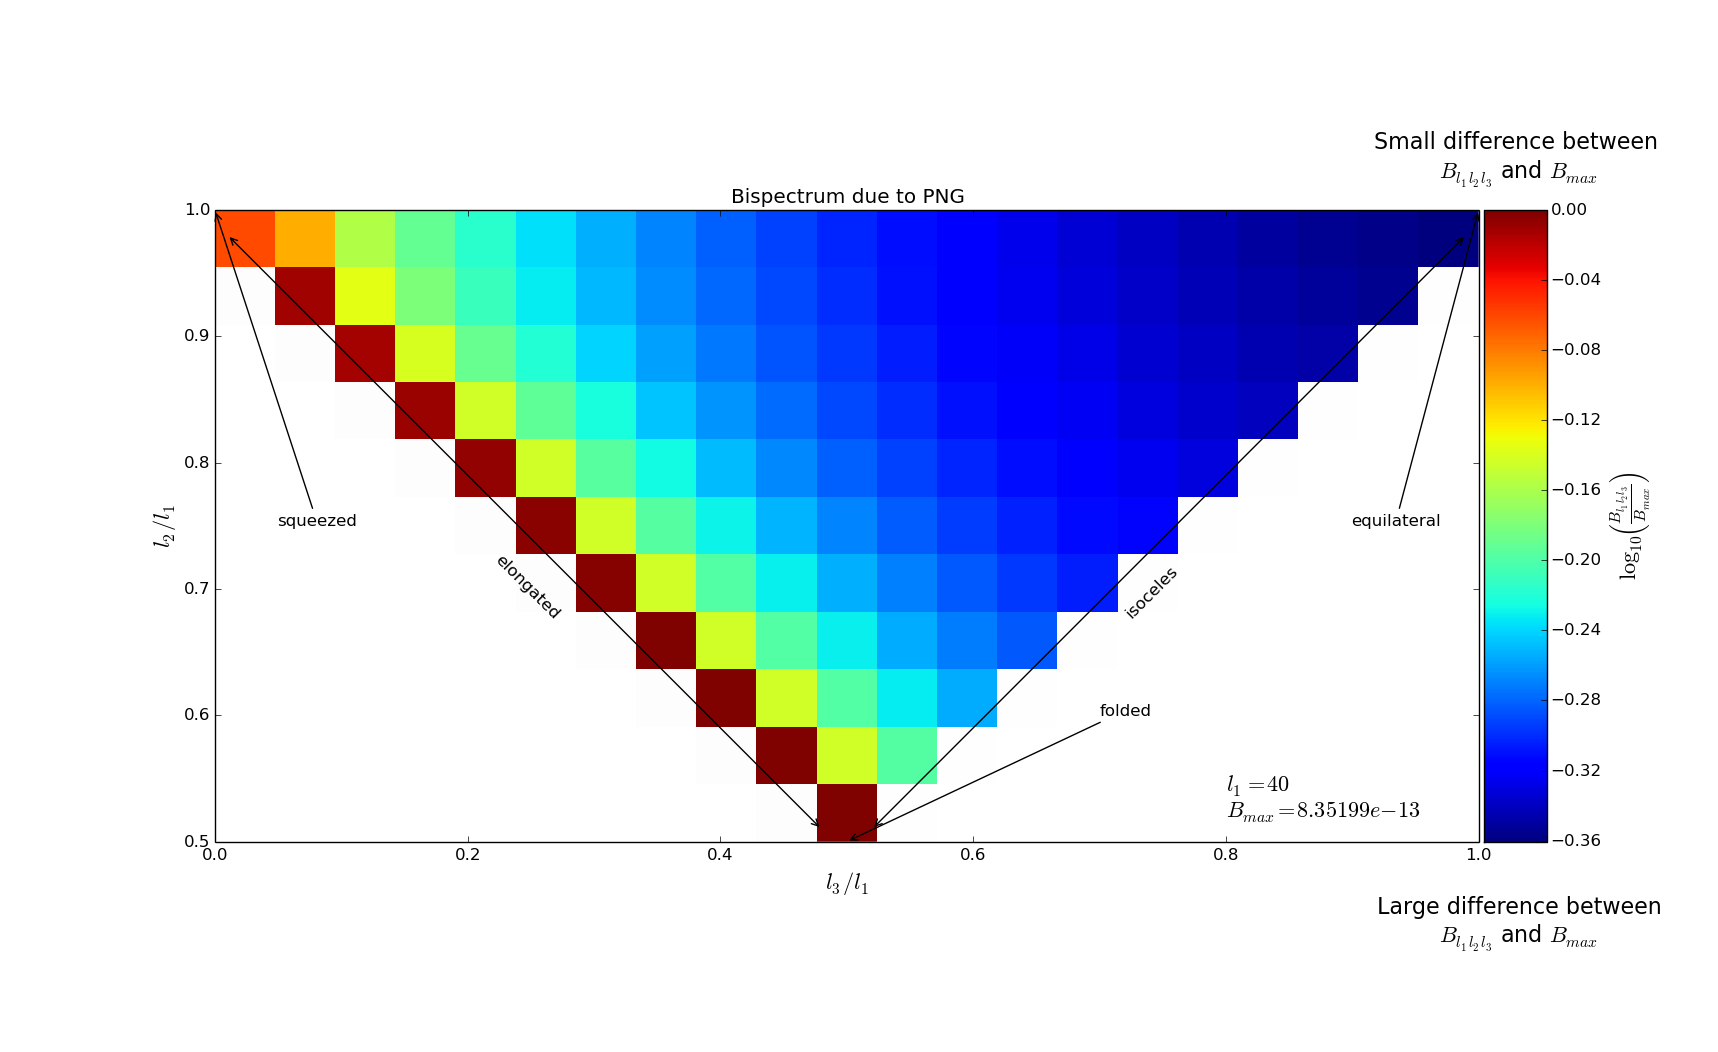 Small difference between
B_{l_1 l_2 l_3} and B_{max}
Bispectrum due to PNG
1.0
0.9
0.8
0.7
0.6
0.5
l_2/l_1
0.0
0.2
0.4
0.6
0.8
1.0
l_3/l_1
squeezed
elongated
equilateral
isoceles
folded
l_1 =40
B_{max}=8.35199e−13
0.00
−0.04
−0.08
−0.12
−0.16
−0.20
−0.24
−0.28
−0.32
−0.36
log_{10}(B_{l_1 l_2 l_3}/B_{max})
Large difference between
B_{l_1 l_2 l_3} and B_{max}